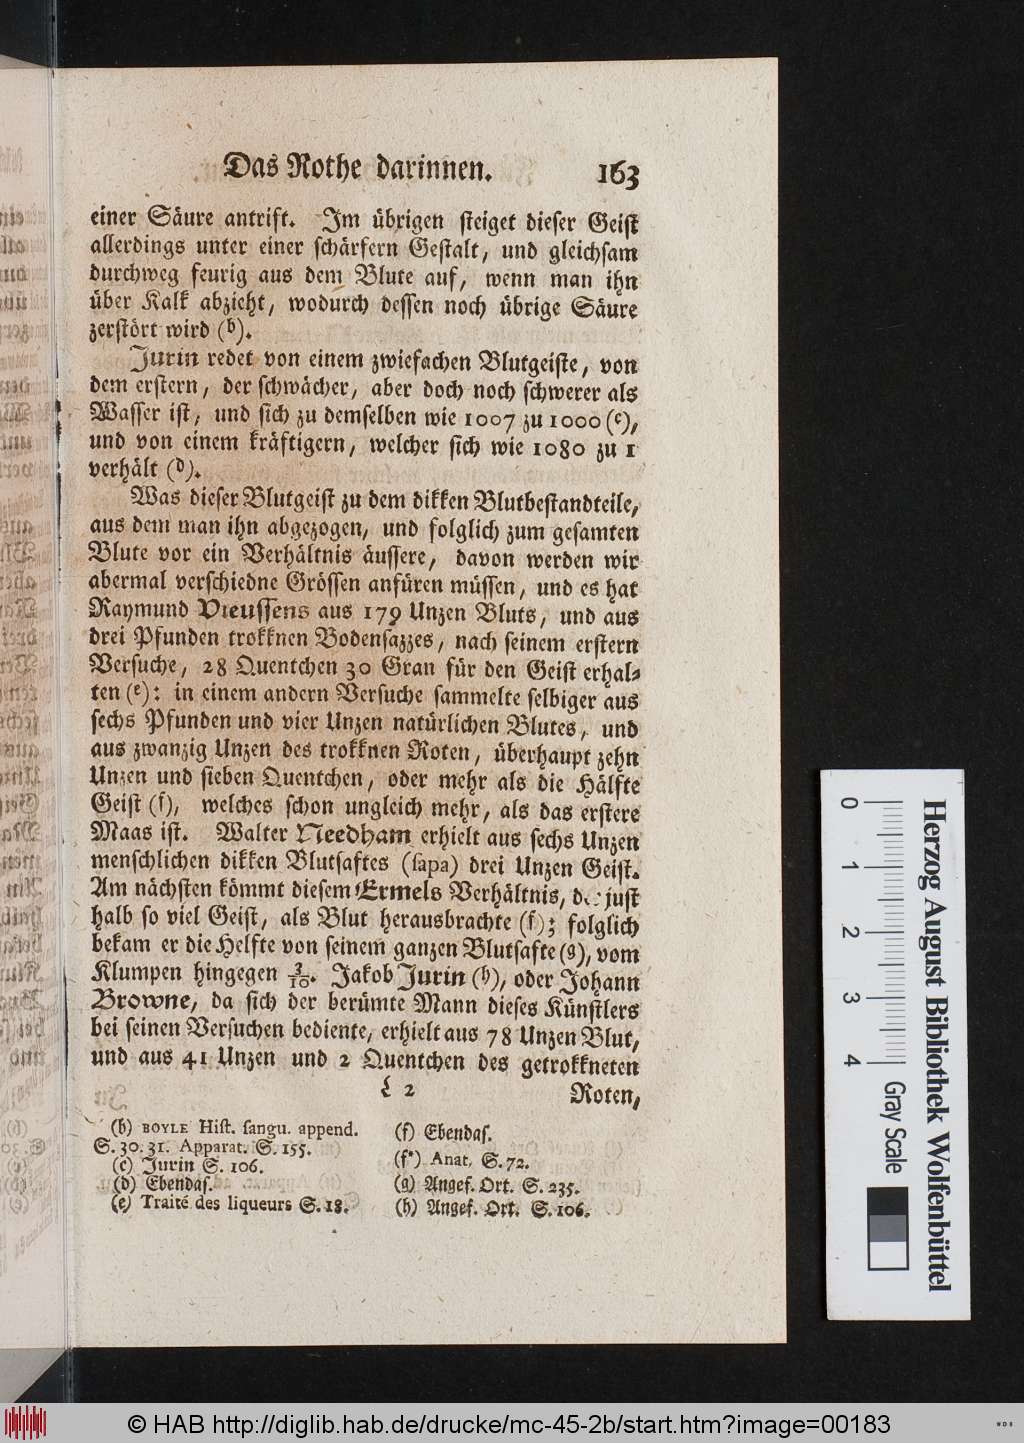 Das Rothe darinnen. 163
einer Säure antrift. Im übrigen steiget dieser Geist
allerdings unter einer schärfern Gestalt, und gleichsam
durchweg feurig aus dem Blute auf, wenn man ihn
über Kalk abzieht, wodurch dessen noch übrige Säure
zerstört wird (b).
Jurin redet von einem zwiefachen Blutgeiste, von
dem erstern, der schwächer, aber doch noch schwerer als
Wasser ist, und sich zu demselben wie 1007 zu 1000 (c),
und von einem kräftigern, welcher sich wie 1080 zu 1
verhält (d).
Was dieser Blutgeist zu dem dikken Blutbestandteile,
aus dem man ihn abgezogen, und folglich zum gesamten
Blute vor ein Verhältnis äussere, davon werden wir
abermal verschiedne Grössen anfüren müssen, und es hat
Raymund Vieussens aus 179 Unzen Bluts, und aus
drei Pfunden trokknen Bodensazzes, nach seinem erstern
Versuche, 28 Quentchen 30 Gran für den Geist erhal-
ten (e): in einem andern Versuche sammelte selbiger aus
sechs Pfunden und vier Unzen natürlichen Blutes, und
aus zwanzig Unzen des trokknen Roten, überhaupt zehn
Unzen und sieben Quentchen, oder mehr als die Hälfte
Geist (f), welches schon ungleich mehr, als das erstere
Maas ist. Walter Needham erhielt aus sechs Unzen
menschlichen dikken Blutsaftes (sapa) drei Unzen Geist.
Am nächsten kömmt diesem Ermels Verhältnis, der just
halb so viel Geist, als Blut herausbrachte (f); folglich
bekam er die Helfte von seinem ganzen Blutsafte (g), vom
Klumpen hingegen 3/10. Jakob Jurin (h), oder Johann
Browne, da sich der berümte Mann dieses Künstlers
bei seinen Versuchen bediente, erhielt aus 78 Unzen Blut,
und aus 41 Unzen und 2 Quentchen des getrokkneten
L 2 Roten,
(b) BOYLE Hist. sangu. append.
S. 30. 31. Apparat. S. 155.
(c) Jurin S. 106.
(d) Ebendas.
(e) Traité des liqueurs S. 18.
(f) Ebendas.
(f*) Anat. S. 72.
(g) Angef. Ort. S. 235.
(h) Angef. Ort. S. 106.
0 1 2 3 4
Gray Scale
Herzog August Bibliothek Wolfenbüttel
© HAB http://diglib.hab.de/drucke/mc-45-2b/start.htm?image=00183